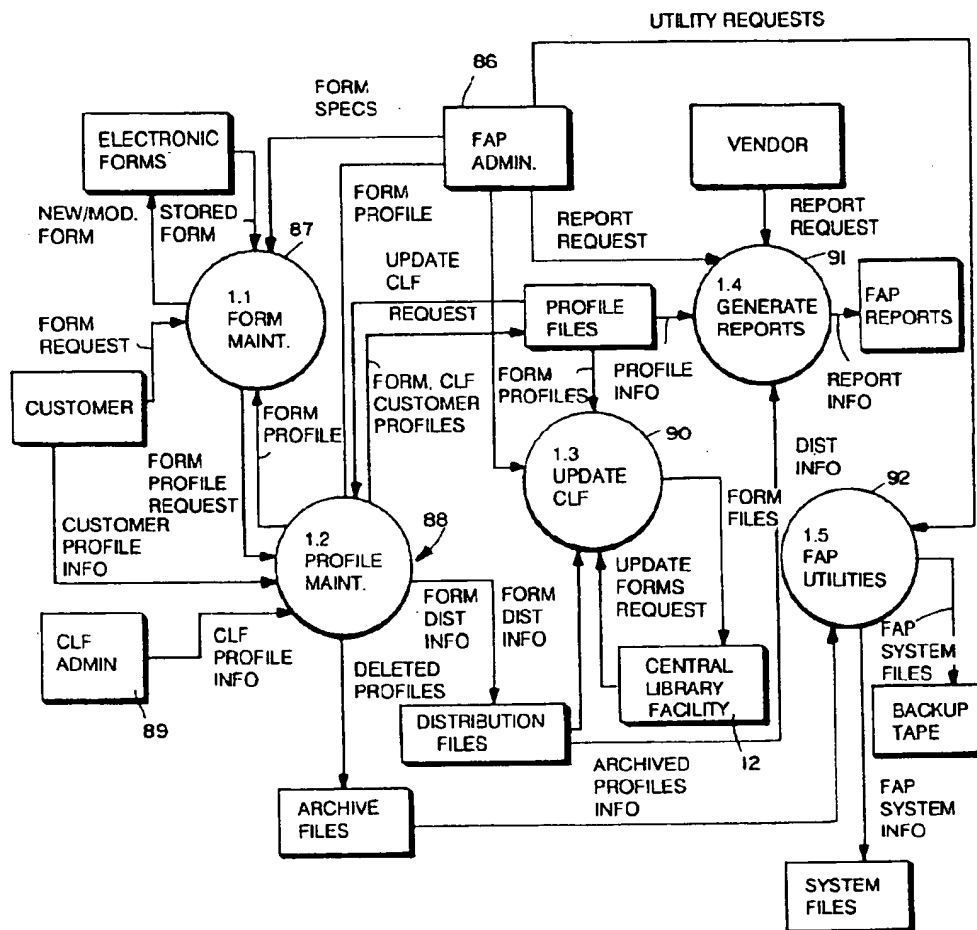 UTILITY REQUESTS
86
FORM
SPECS
ELECTRONIC
FORMS
FAP
ADMIN.
VENDOR
FORM
PROFILE
NEW/MOD.
FORM
STORED
FORM
87
REPORT
REQUEST
REPORT
REQUEST
UPDATE
CLF
REQUEST
91
1.1
FORM
MAINT.
PROFILE
FILES
1.4
GENERATE
REPORTS
FAP
REPORTS
FORM
REQUEST
CUSTOMER
FORM
PROFILE
FORM, CLF
CUSTOMER
PROFILES
FORM
PROFILES
PROFILE
INFO
REPORT
INFO
90
FORM
PROFILE
REQUEST
1.3
UPDATE
CLF
DIST
INFO
92
FORM
FILES
CUSTOMER
PROFILE
INFO
88
1.2
PROFILE
MAINT.
1.5
FAP
UTILITIES
UPDATE
FORMS
REQUEST
FORM
DIST
INFO
FORM
DIST
INFO
CLF
ADMIN
CLF
PROFILE
INFO
FAP
SYSTEM
FILES
DELETED
PROFILES
CENTRAL
LIBRARY
FACILITY
89
DISTRIBUTION
FILES
12
BACKUP
TAPE
ARCHIVED
PROFILES
INFO
ARCHIVE
FILES
FAP
SYSTEM
INFO
SYSTEM
FILES